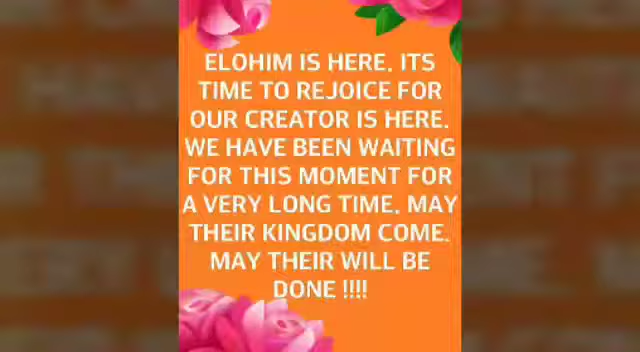 ELOHIM IS HERE, ITS
TIME TO REJOICE FOR
OUR CREATOR IS HERE.
WE HAVE BEEN WAITING
FOR THIS MOMENT FOR
A VERY LONG TIME, MAY
THEIR KINGDOM COME.
MAY THEIR WILL BE
DONE !!!!